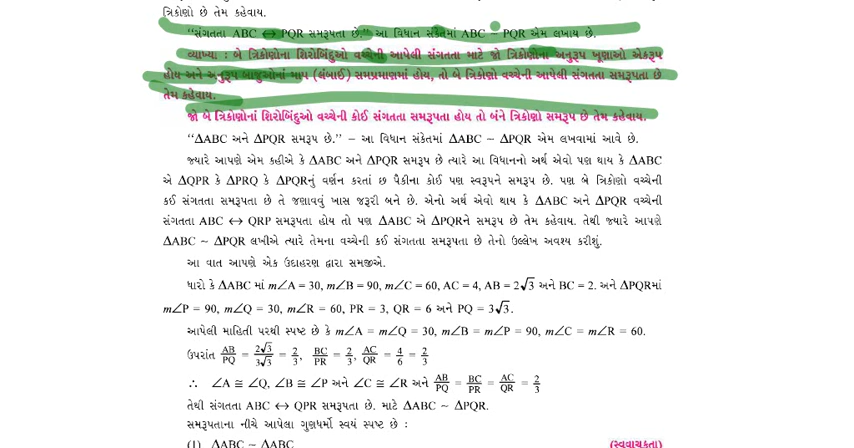 ત્રિકોણો છે તેમ કહેવાય.
“સંગતતા ABC ↔ PQR સમરૂપતા છે.” આ વિધાન સંકેતમાં ABC ~ PQR એમ લખાય છે.
વ્યાખ્યા : બે ત્રિકોણોના શિરોબિંદુઓ વચ્ચેની આપેલી સંગતતા માટે જો ત્રિકોણોના અનુરૂપ ખૂણાઓ એકરૂપ
હોય અને અનુરૂપ બાજુઓનાં માપ (લંબાઈ) સમપ્રમાણમાં હોય, તો બે ત્રિકોણો વચ્ચેની આપેલી સંગતતા સમરૂપતા છે
તેમ કહેવાય.
જો બે ત્રિકોણોનાં શિરોબિંદુઓ વચ્ચેની કોઈ સંગતતા સમરૂપતા હોય તો બંને ત્રિકોણો સમરૂપ છે તેમ કહેવાય.
“ΔABC અને ΔPQR સમરૂપ છે.” – આ વિધાન સંકેતમાં ΔABC ~ ΔPQR એમ લખવામાં આવે છે.
જ્યારે આપણે એમ કહીએ કે ΔABC અને ΔPQR સમરૂપ છે ત્યારે આ વિધાનનો અર્થ એવો પણ થાય કે ΔABC
એ ΔQPR કે ΔPRQ કે ΔPQRનું વર્ણન કરતાં છ પૈકીના કોઈ પણ સ્વરૂપને સમરૂપ છે. પણ બે ત્રિકોણો વચ્ચેની
કઈ સંગતતા સમરૂપતા છે તે જણાવવું ખાસ જરૂરી બને છે. એનો અર્થ એવો થાય કે ΔABC અને ΔPQR વચ્ચેની
સંગતતા ABC ↔ QRP સમરૂપતા હોય તો પણ ΔABC એ ΔPQRને સમરૂપ છે તેમ કહેવાય. તેથી જ્યારે આપણે
ΔABC ~ ΔPQR લખીએ ત્યારે તેમના વચ્ચેની કઈ સંગતતા સમરૂપતા છે તેનો ઉલ્લેખ અવશ્ય કરીશું.
આ વાત આપણે એક ઉદાહરણ દ્વારા સમજીએ.
ધારો કે ΔABC માં m∠A = 30, m∠B = 90, m∠C = 60, AC = 4, AB = 2√3 અને BC = 2. અને ΔPQRમાં
m∠P = 90, m∠Q = 30, m∠R = 60, PR = 3, QR = 6 અને PQ = 3√3.
આપેલી માહિતી પરથી સ્પષ્ટ છે કે m∠A = m∠Q = 30, m∠B = m∠P = 90, m∠C = m∠R = 60.
ઉપરાંત AB/PQ = 2√3/3√3 = 2/3, BC/PR = 2/3, AC/QR = 4/6 = 2/3
∴ ∠A ≅ ∠Q, ∠B ≅ ∠P અને ∠C ≅ ∠R અને AB/PQ = BC/PR = AC/QR = 2/3
તેથી સંગતતા ABC ↔ QPR સમરૂપતા છે. માટે ΔABC ~ ΔPQR.
સમરૂપતાના નીચે આપેલા ગુણધર્મો સ્વયં સ્પષ્ટ છે :
(1) ΔABC ~ ΔABC (સ્વવાચકતા)